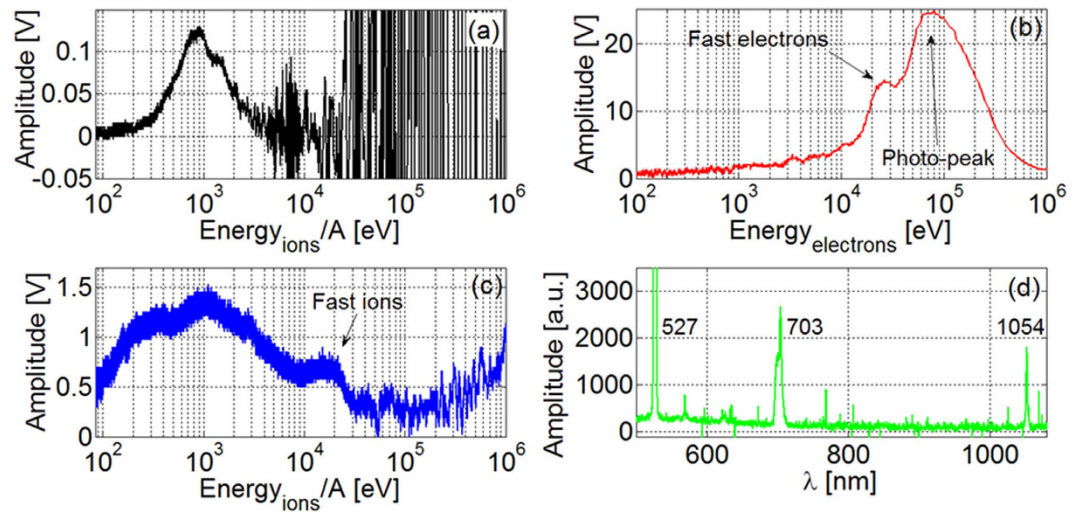 (a)
Amplitude [V]
0.1
0.05
0
-0.05
10^2 10^3 10^4 10^5 10^6
Energy_ions/A [eV]
(b)
Amplitude [V]
20
10
0
Fast electrons
Photo-peak
10^2 10^3 10^4 10^5 10^6
Energy_electrons [eV]
(c)
Amplitude [V]
1.5
1
0.5
0
Fast ions
10^2 10^3 10^4 10^5 10^6
Energy_ions/A [eV]
(d)
Amplitude [a.u.]
3000
2000
1000
0
527 703 1054
600 800 1000
λ [nm]